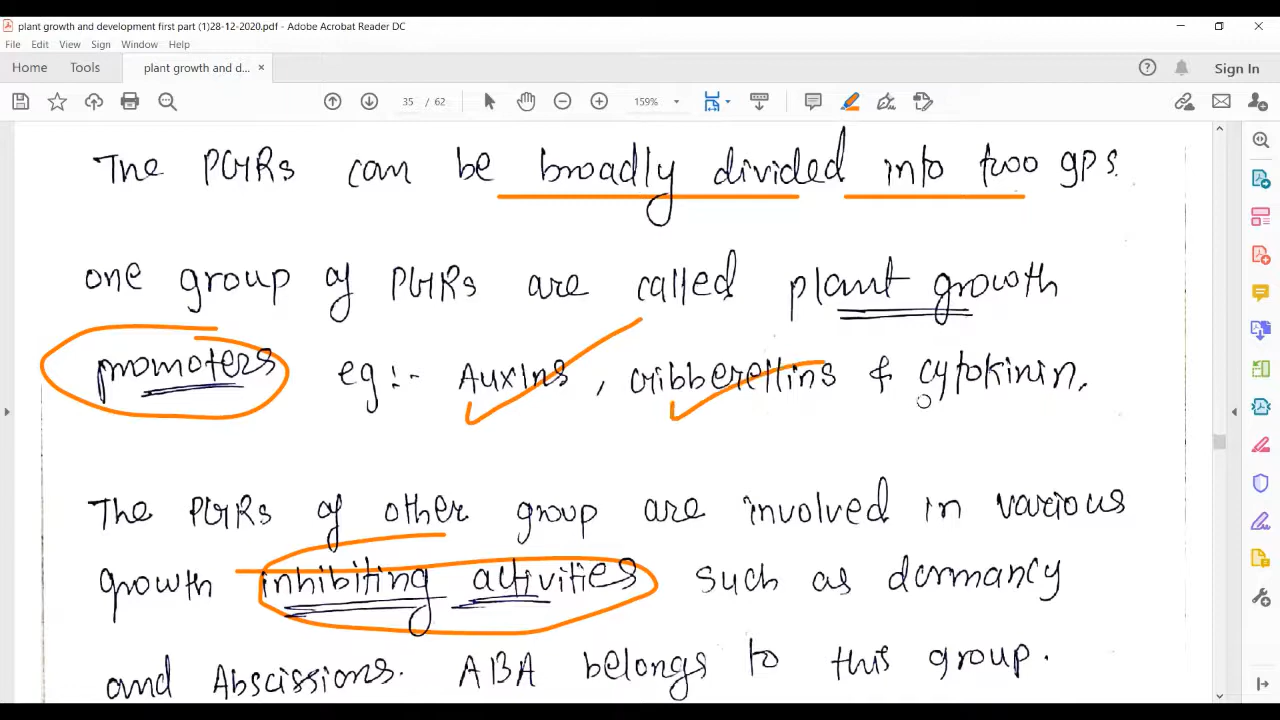 plant growth and development first part (1)28-12-2020.pdf - Adobe Acrobat Reader DC
File Edit View Sign Window Help
Home Tools plant growth and d... × Sign In
35 / 62 159%
The PGRs can be broadly divided into two gps.
one group of PGRs are called plant growth
promoters eg:- Auxins, Gibberellins & cytokinin.
The PGRs of other group are involved in various
growth inhibiting activities such as dormancy
and Abscissions. ABA belongs to this group.